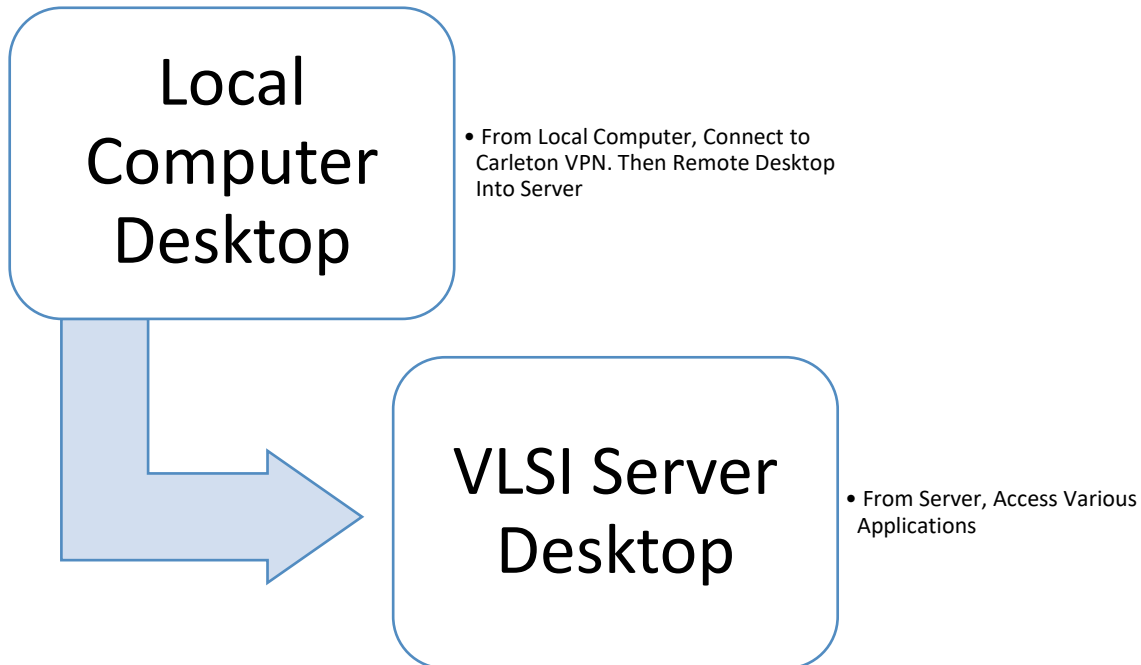 Local
Computer
Desktop
• From Local Computer, Connect to
Carleton VPN. Then Remote Desktop
Into Server
VLSI Server
Desktop
• From Server, Access Various
Applications